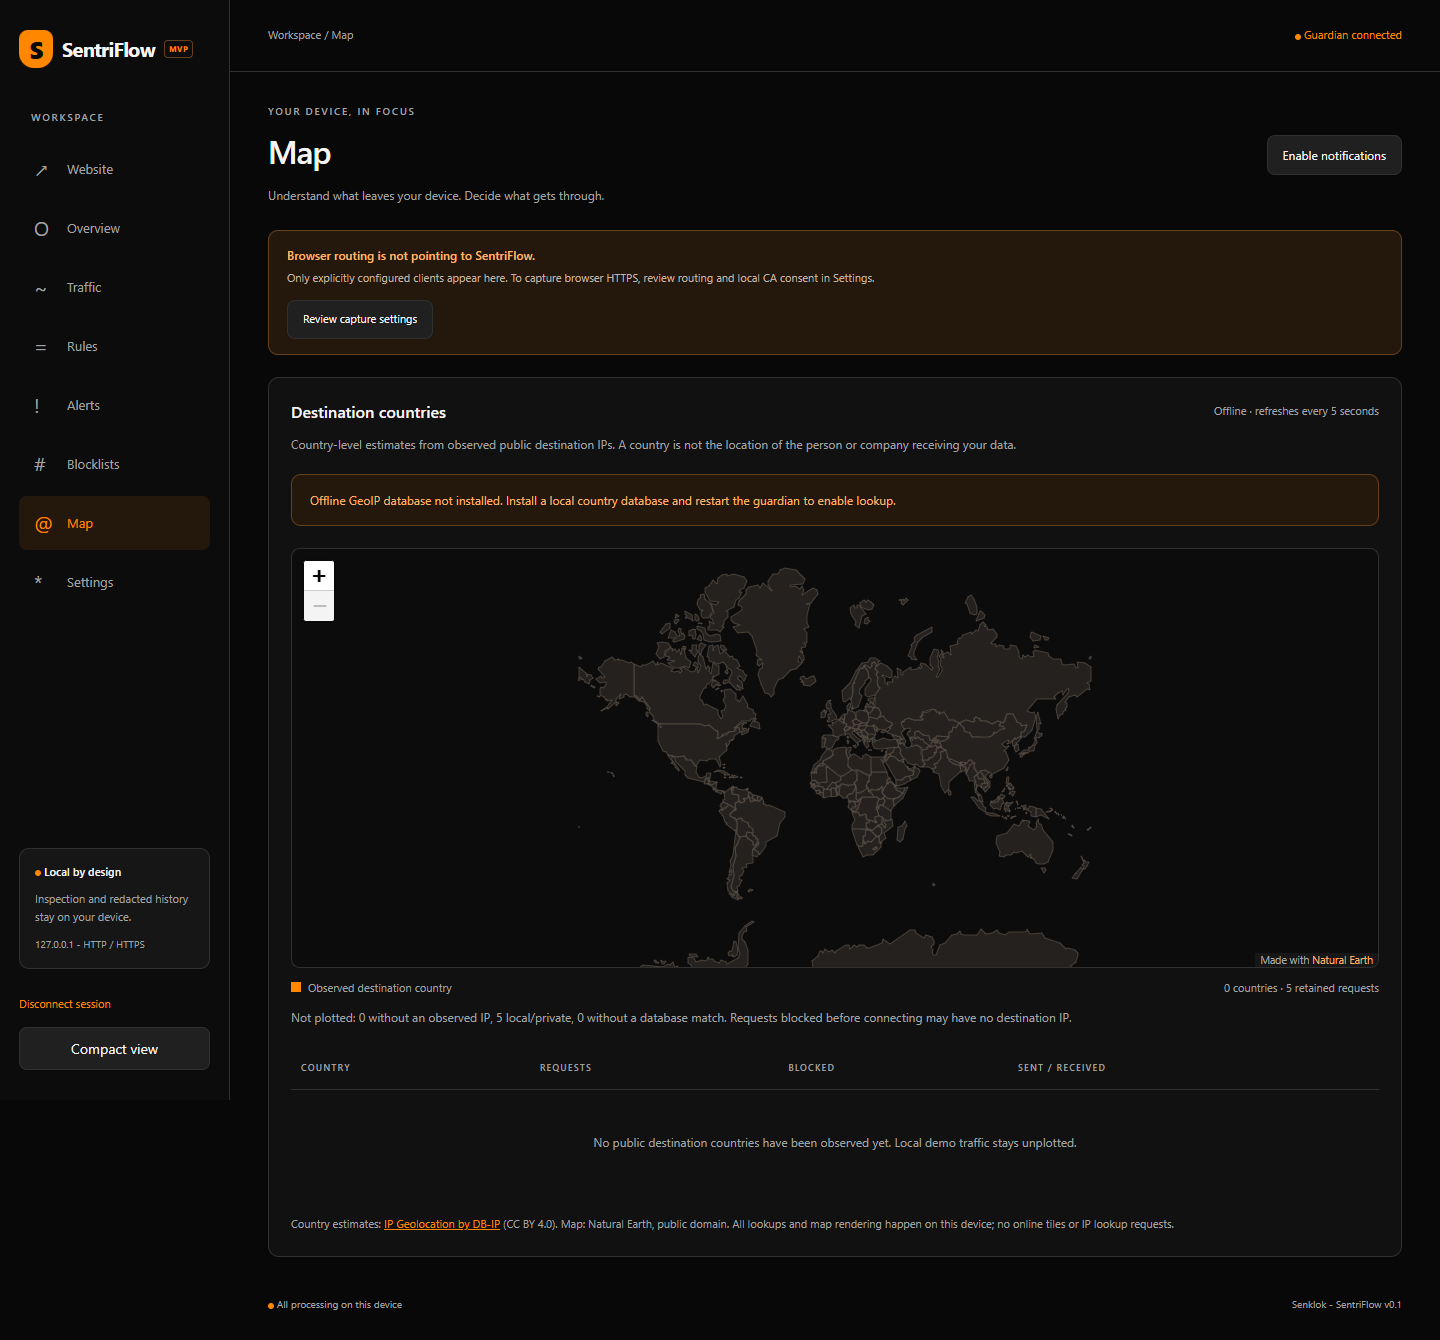 S SentriFlow MVP
WORKSPACE
↗ Website
O Overview
~ Traffic
= Rules
! Alerts
# Blocklists
@ Map
* Settings
Local by design
Inspection and redacted history
stay on your device.
127.0.0.1 - HTTP / HTTPS
Disconnect session
Compact view
Workspace / Map
Guardian connected
YOUR DEVICE, IN FOCUS
Map
Enable notifications
Understand what leaves your device. Decide what gets through.
Browser routing is not pointing to SentriFlow.
Only explicitly configured clients appear here. To capture browser HTTPS, review routing and local CA consent in Settings.
Review capture settings
Destination countries
Offline · refreshes every 5 seconds
Country-level estimates from observed public destination IPs. A country is not the location of the person or company receiving your data.
Offline GeoIP database not installed. Install a local country database and restart the guardian to enable lookup.
+
−
Made with Natural Earth
Observed destination country
0 countries · 5 retained requests
Not plotted: 0 without an observed IP, 5 local/private, 0 without a database match. Requests blocked before connecting may have no destination IP.
COUNTRY REQUESTS BLOCKED SENT / RECEIVED
No public destination countries have been observed yet. Local demo traffic stays unplotted.
Country estimates: IP Geolocation by DB-IP (CC BY 4.0). Map: Natural Earth, public domain. All lookups and map rendering happen on this device; no online tiles or IP lookup requests.
All processing on this device
Senklok - SentriFlow v0.1